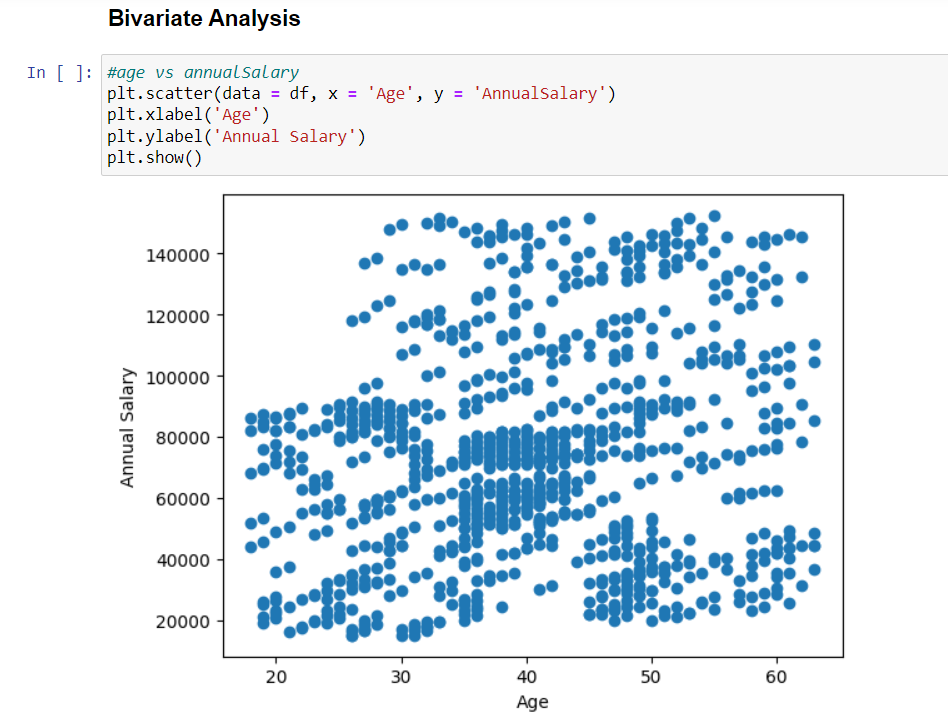 Bivariate Analysis
In [ ]:
#age vs annualSalary
plt.scatter(data = df, x = 'Age', y = 'AnnualSalary')
plt.xlabel('Age')
plt.ylabel('Annual Salary')
plt.show()
Annual Salary
140000
120000
100000
80000
60000
40000
20000
20 30 40 50 60
Age